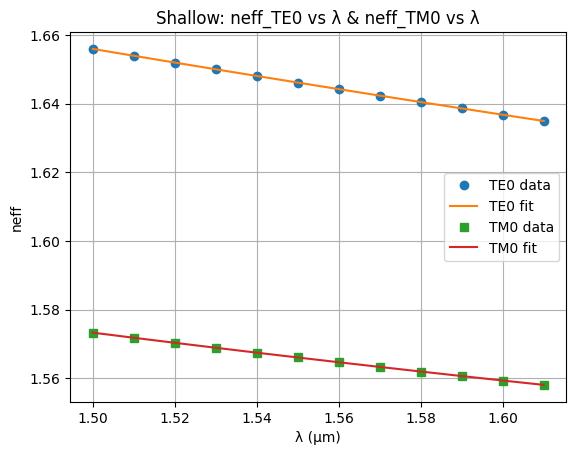 Shallow: neff_TE0 vs λ & neff_TM0 vs λ
1.66
1.64
1.62
1.60
1.58
1.56
neff
TE0 data
TE0 fit
TM0 data
TM0 fit
1.50 1.52 1.54 1.56 1.58 1.60
λ (μm)